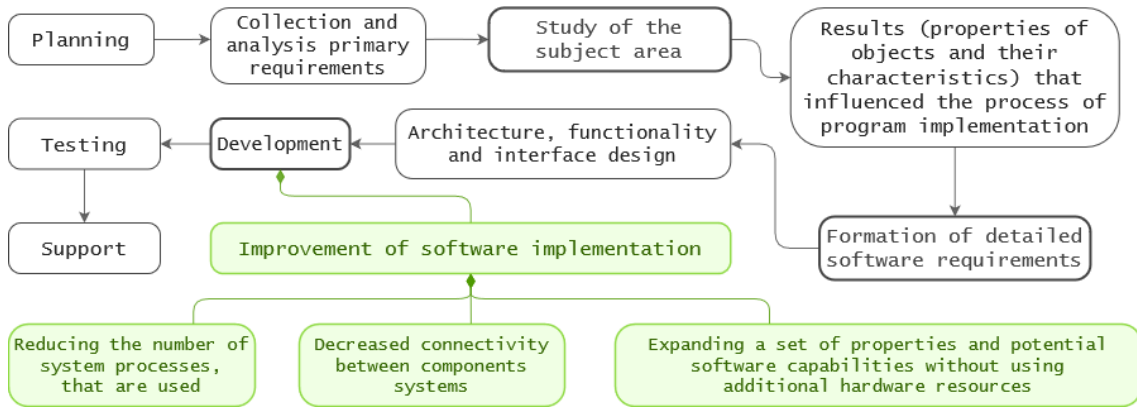 Planning
Collection and
analysis primary
requirements
Study of the
subject area
Results (properties of
objects and their
characteristics) that
influenced the process of
program implementation
Testing
Development
Architecture, functionality
and interface design
Support
Improvement of software implementation
Formation of detailed
software requirements
Reducing the number of
system processes,
that are used
Decreased connectivity
between components
systems
Expanding a set of properties and potential
software capabilities without using
additional hardware resources